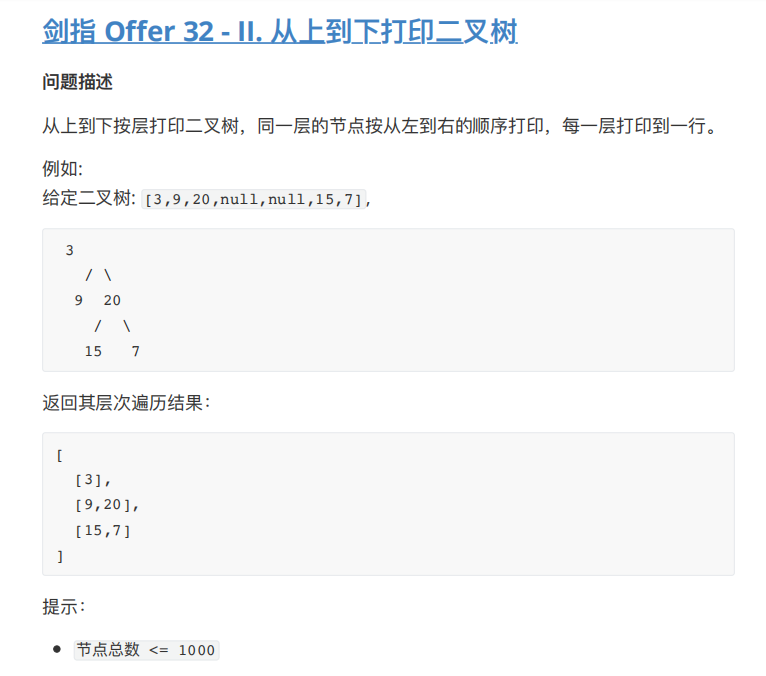 剑指 Offer 32 - II. 从上到下打印二叉树
问题描述
从上到下按层打印二叉树，同一层的节点按从左到右的顺序打印，每一层打印到一行。
例如:
给定二叉树: [3,9,20,null,null,15,7],
3
/ \
9 20
/ \
15 7
返回其层次遍历结果：
[
[3],
[9,20],
[15,7]
]
提示：
节点总数 <= 1000